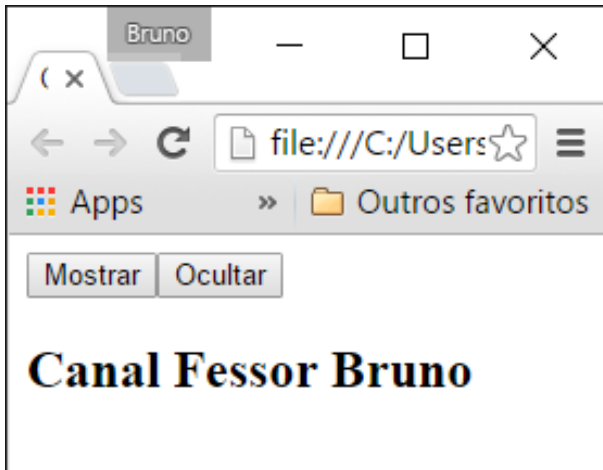 Bruno
file:///C:/Users
Apps » Outros favoritos
Mostrar Ocultar
Canal Fessor Bruno